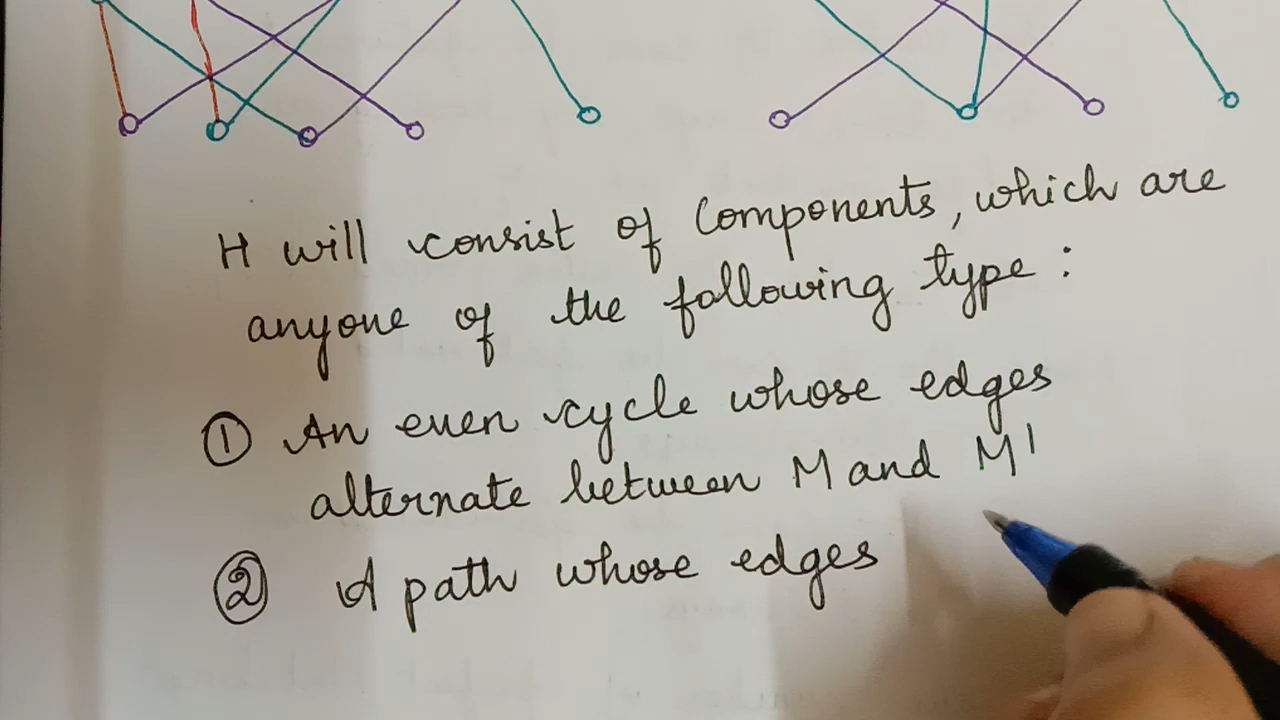 H will consist of Components, which are
anyone of the following type :
① An even cycle whose edges
alternate between M and M'
② A path whose edges